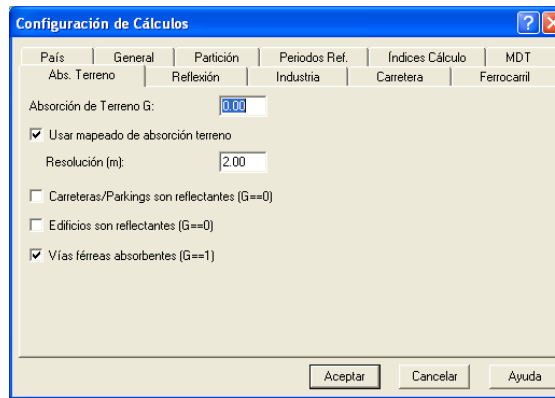 Configuración de Cálculos
País General Partición Periodos Ref. Índices Cálculo MDT
Abs. Terreno Reflexión Industria Carretera Ferrocarril
Absorción de Terreno G: 0.00
Usar mapeado de absorción terreno
Resolución (m): 2.00
Carreteras/Parkings son reflectantes (G==0)
Edificios son reflectantes (G==0)
Vías férreas absorbentes (G==1)
Aceptar Cancelar Ayuda